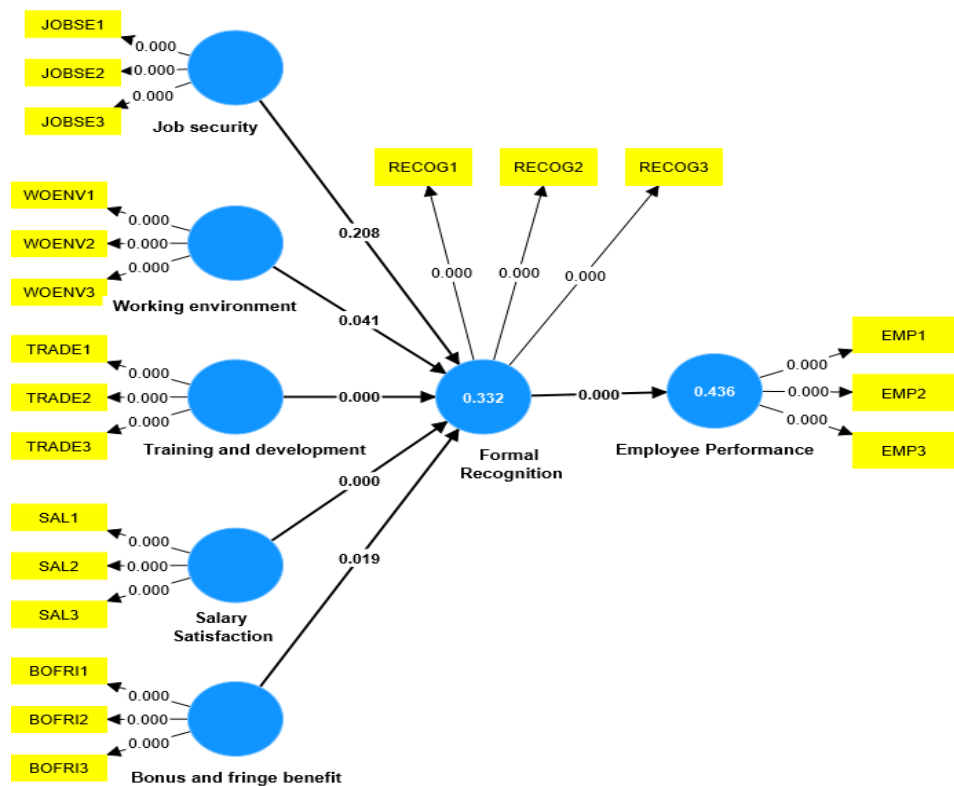 JOBSE1
0.000
JOBSE2
0.000
JOBSE3
0.000
Job security
RECOG1
RECOG2
RECOG3
WOENV1
0.000
WOENV2
0.000
WOENV3
0.000
Working environment
0.208
0.000
0.000
0.000
0.041
TRADE1
0.000
TRADE2
0.000
TRADE3
0.000
Training and development
0.000
0.332
Formal
Recognition
0.000
0.436
Employee Performance
0.000
EMP1
0.000
EMP2
0.000
EMP3
SAL1
0.000
SAL2
0.000
SAL3
0.000
Salary
Satisfaction
0.000
0.019
BOFRI1
0.000
BOFRI2
0.000
BOFRI3
0.000
Bonus and fringe benefit